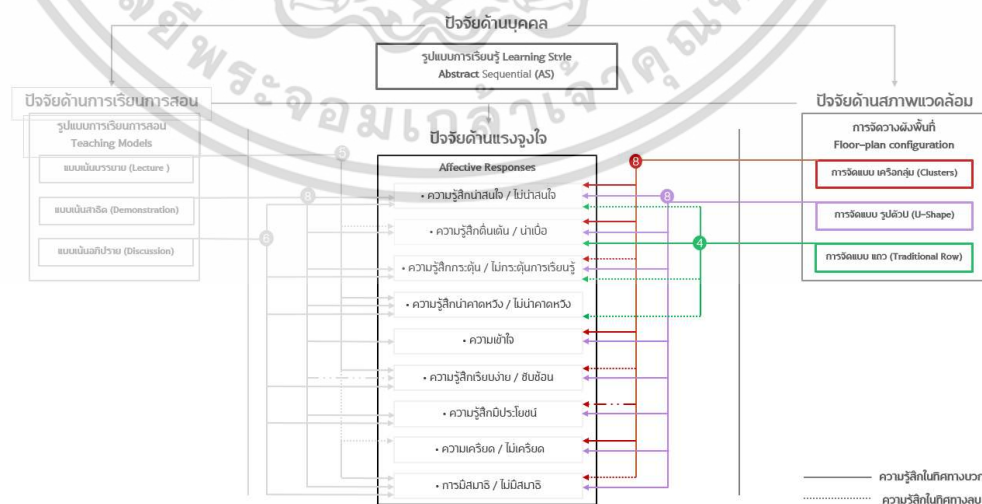 ปัจจัยด้านบุคคล
รูปแบบการเรียนรู้ Learning Style
Abstract Sequential (AS)
ปัจจัยด้านการเรียนการสอน
รูปแบบการเรียนการสอน
Teaching Models
แบบเน้นบรรยาย (Lecture )
แบบเน้นสาธิต (Demonstration)
แบบเน้นอภิปราย (Discussion)
5
8
6
พระจอมเกล้าเจ้าคุณ
ปัจจัยด้านแรงจูงใจ
Affective Responses
• ความรู้สึกน่าสนใจ / ไม่น่าสนใจ
• ความรู้สึกตื่นเต้น / น่าเบื่อ
• ความรู้สึกกระตุ้น / ไม่กระตุ้นการเรียนรู้
• ความรู้สึกน่าคาดหวัง / ไม่น่าคาดหวัง
• ความเข้าใจ
• ความรู้สึกเรียบง่าย / ซับซ้อน
• ความรู้สึกมีประโยชน์
• ความเครียด / ไม่เครียด
• การมีสมาธิ / ไม่มีสมาธิ
8
8
4
ปัจจัยด้านสภาพแวดล้อม
การจัดวางผังพื้นที่
Floor-plan configuration
การจัดแบบ เครือกลุ่ม (Clusters)
การจัดแบบ รูปตัวU (U-Shape)
การจัดแบบ แถว (Traditional Row)
ความรู้สึกในทิศทางบวก
ความรู้สึกในทิศทางลบ